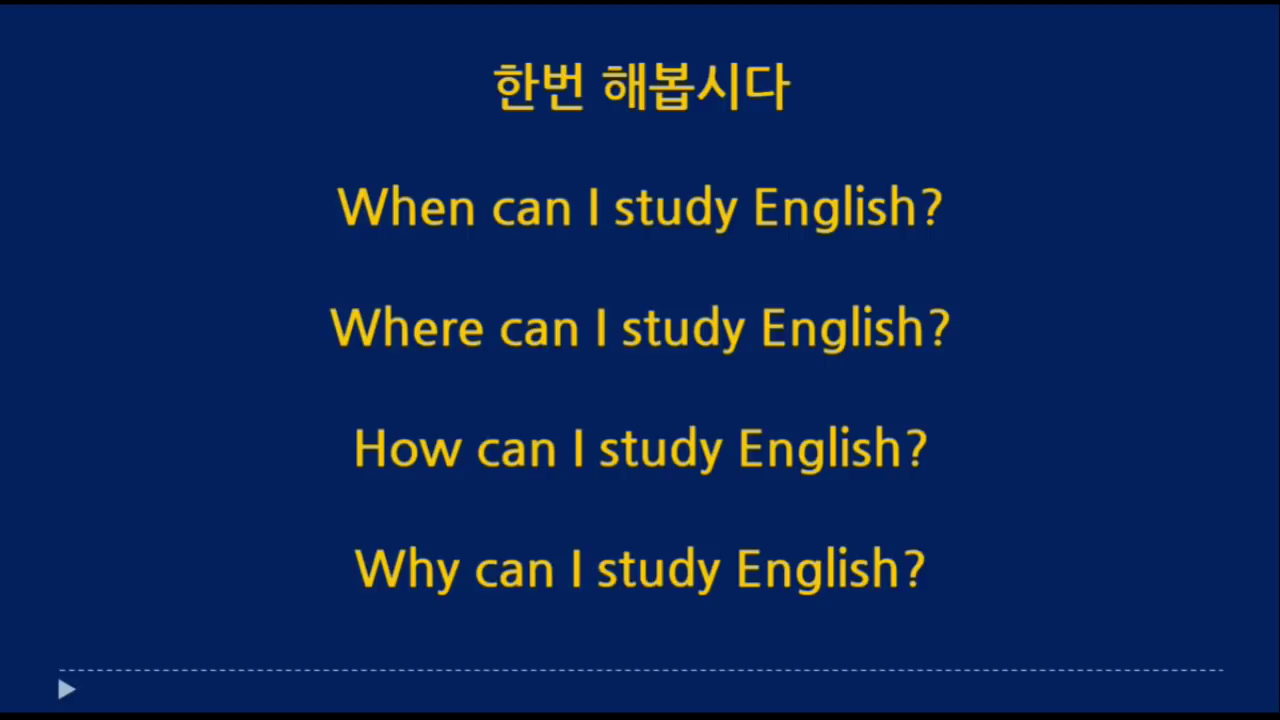 한번 해봅시다
When can I study English?
Where can I study English?
How can I study English?
Why can I study English?